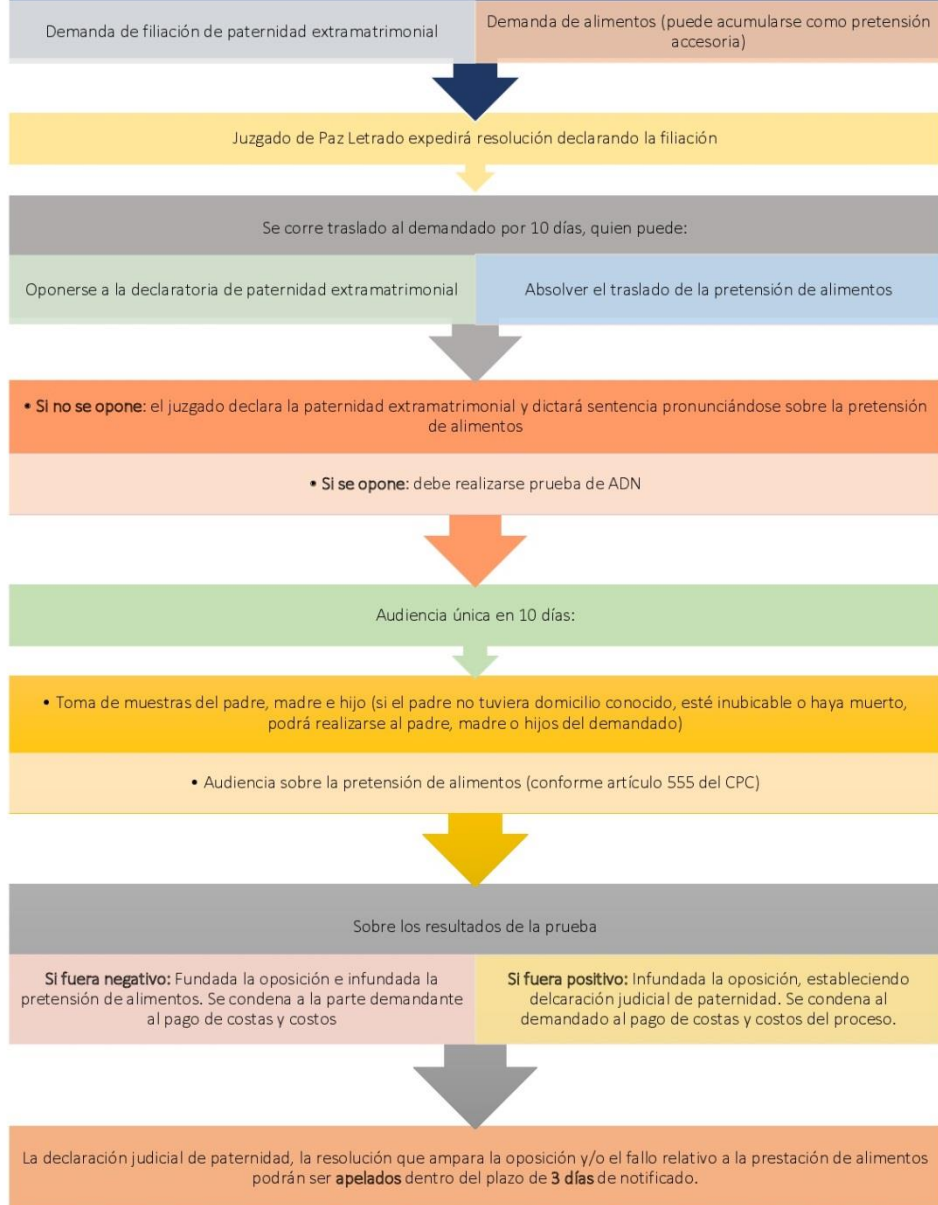 Demanda de filiación de paternidad extramatrimonial
Demanda de alimentos (puede acumularse como pretensión
accesoria)
Juzgado de Paz Letrado expedirá resolución declarando la filiación
Se corre traslado al demandado por 10 días, quien puede:
Oponerse a la declaratoria de paternidad extramatrimonial
Absolver el traslado de la pretensión de alimentos
• Si no se opone: el juzgado declara la paternidad extramatrimonial y dictará sentencia pronunciándose sobre la pretensión
de alimentos
• Si se opone: debe realizarse prueba de ADN
Audiencia única en 10 días:
• Toma de muestras del padre, madre e hijo (si el padre no tuviera domicilio conocido, esté inubicable o haya muerto,
podrá realizarse al padre, madre o hijos del demandado)
• Audiencia sobre la pretensión de alimentos (conforme artículo 555 del CPC)
Sobre los resultados de la prueba
Si fuera negativo: Fundada la oposición e infundada la
pretensión de alimentos. Se condena a la parte demandante
al pago de costas y costos
Si fuera positivo: Infundada la oposición, estableciendo
delcaración judicial de paternidad. Se condena al
demandado al pago de costas y costos del proceso.
La declaración judicial de paternidad, la resolución que ampara la oposición y/o el fallo relativo a la prestación de alimentos
podrán ser apelados dentro del plazo de 3 días de notificado.